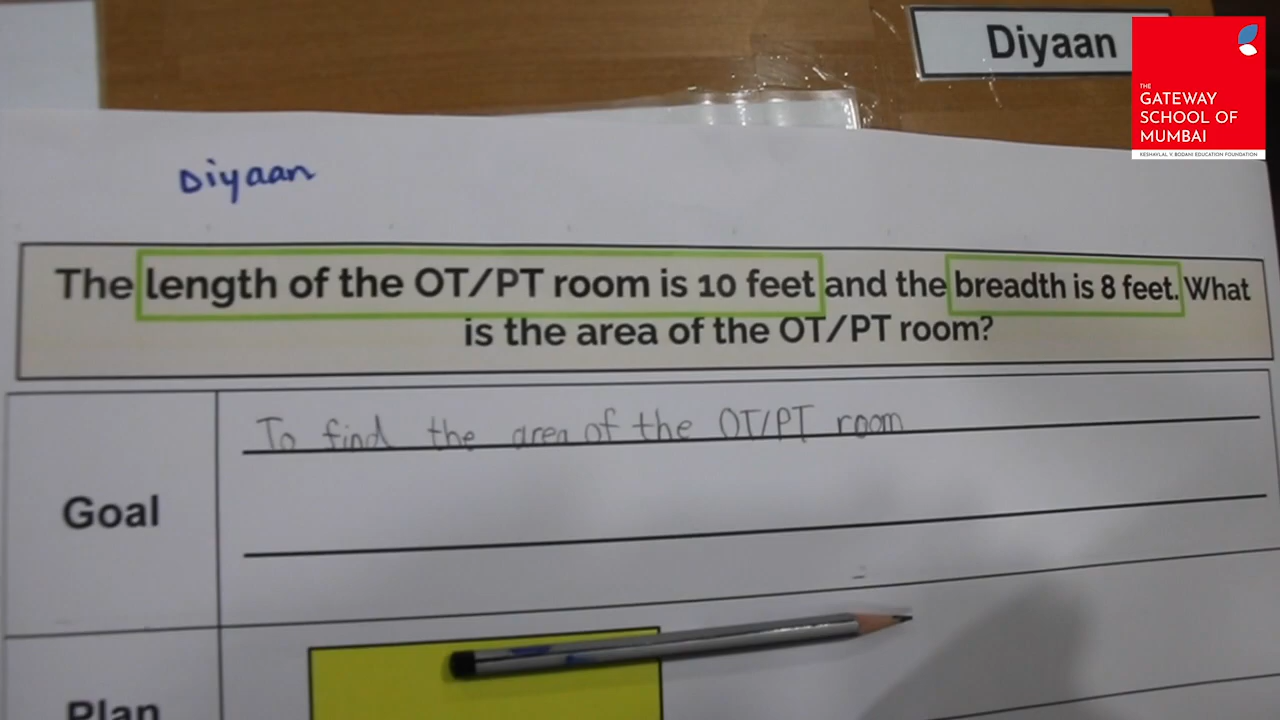 Diyaan
THE
GATEWAY
SCHOOL OF
MUMBAI
KESHAVLAL V. BODANI EDUCATION FOUNDATION
Diyaan
The length of the OT/PT room is 10 feet and the breadth is 8 feet. What
is the area of the OT/PT room?
To find the area of the OT/PT room
Goal
Plan